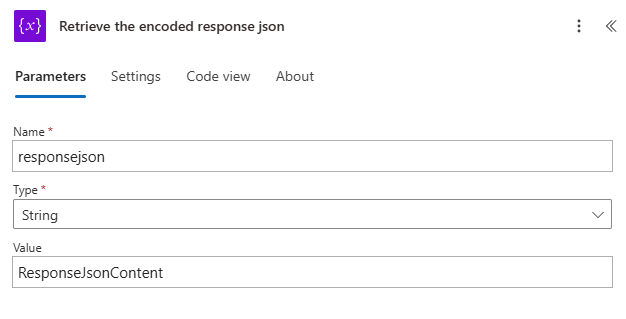 {x} Retrieve the encoded response json
Parameters Settings Code view About
Name *
responsejson
Type *
String
Value
ResponseJsonContent